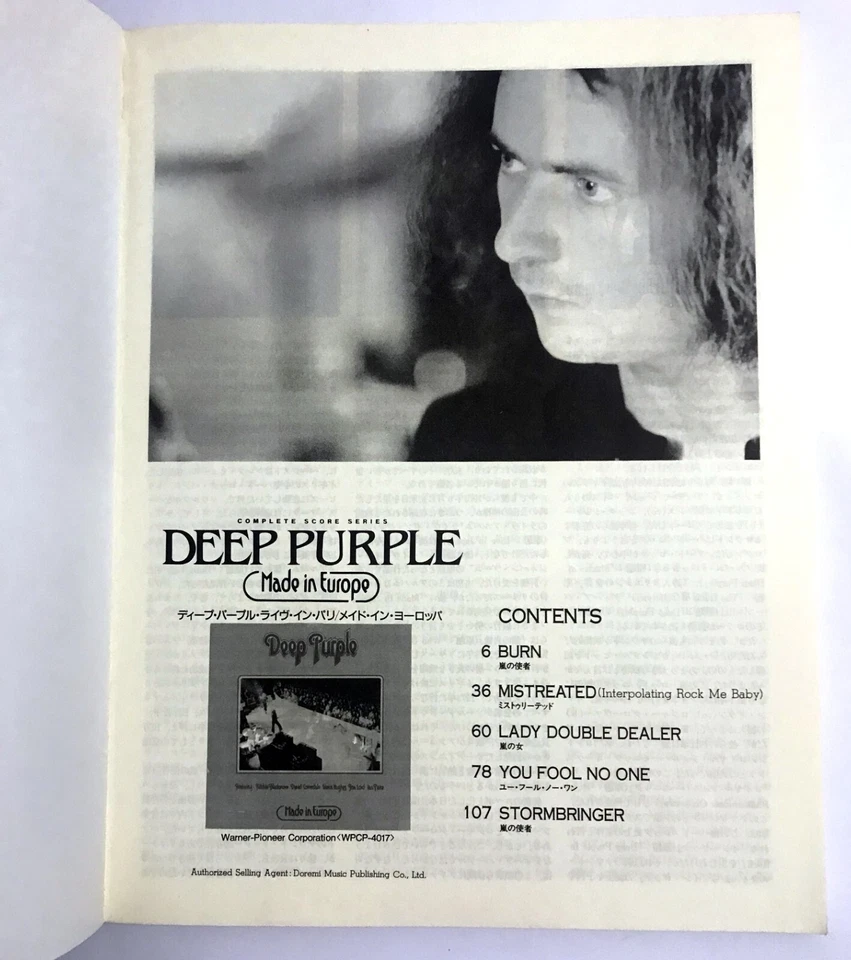 COMPLETE SCORE SERIES
DEEP PURPLE
Made in Europe
ディープ・パープル・ライヴ・イン・パリ/メイド・イン・ヨーロッパ
Deep Purple
Made in Europe
Warner-Pioneer Corporation〈WPCP-4017〉
Authorized Selling Agent: Doremi Music Publishing Co., Ltd.
CONTENTS
6 BURN
嵐の使者
36 MISTREATED (Interpolating Rock Me Baby)
ミストゥリーテッド
60 LADY DOUBLE DEALER
嵐の女
78 YOU FOOL NO ONE
ユー・フール・ノー・ワン
107 STORMBRINGER
嵐の使者